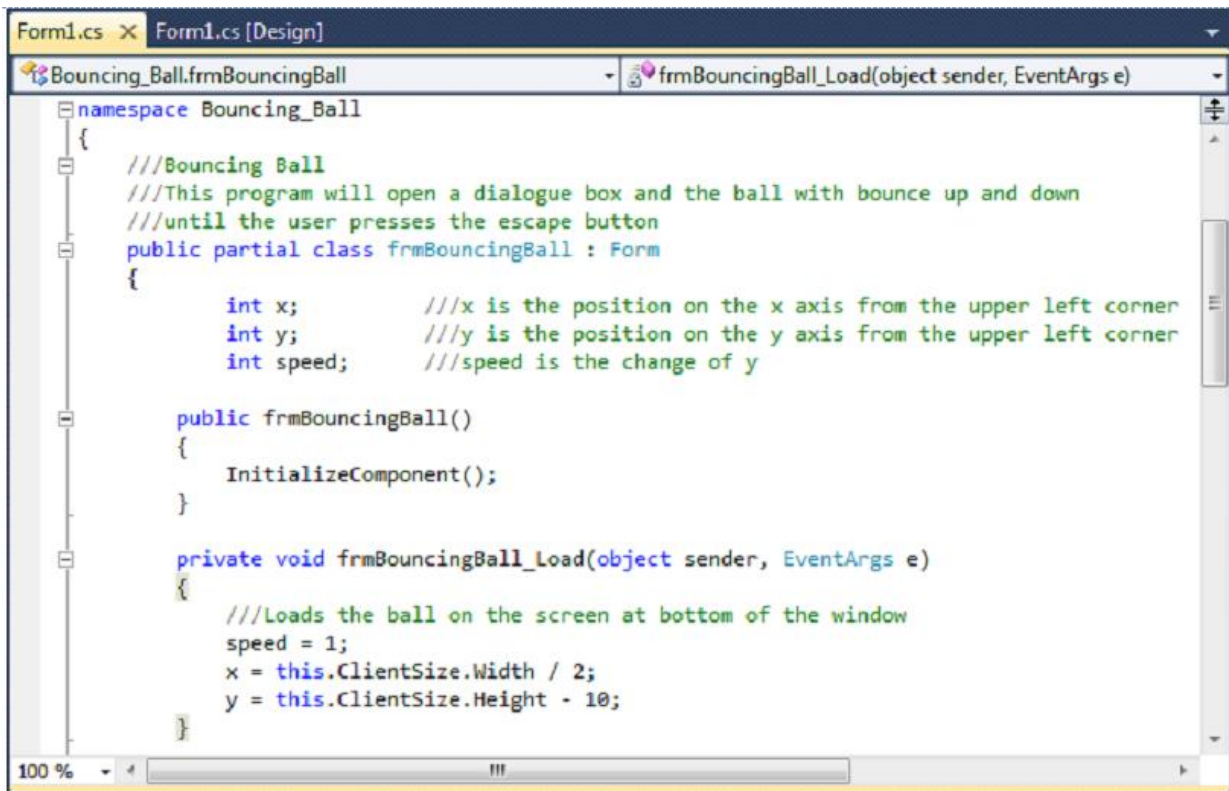 Form1.cs X Form1.cs [Design]
Bouncing_Ball.frmBouncingBall frmBouncingBall_Load(object sender, EventArgs e)
namespace Bouncing_Ball
{
///Bouncing Ball
///This program will open a dialogue box and the ball with bounce up and down
///until the user presses the escape button
public partial class frmBouncingBall : Form
{
int x; ///x is the position on the x axis from the upper left corner
int y; ///y is the position on the y axis from the upper left corner
int speed; ///speed is the change of y
public frmBouncingBall()
{
InitializeComponent();
}
private void frmBouncingBall_Load(object sender, EventArgs e)
{
///Loads the ball on the screen at bottom of the window
speed = 1;
x = this.ClientSize.Width / 2;
y = this.ClientSize.Height - 10;
}
100 %